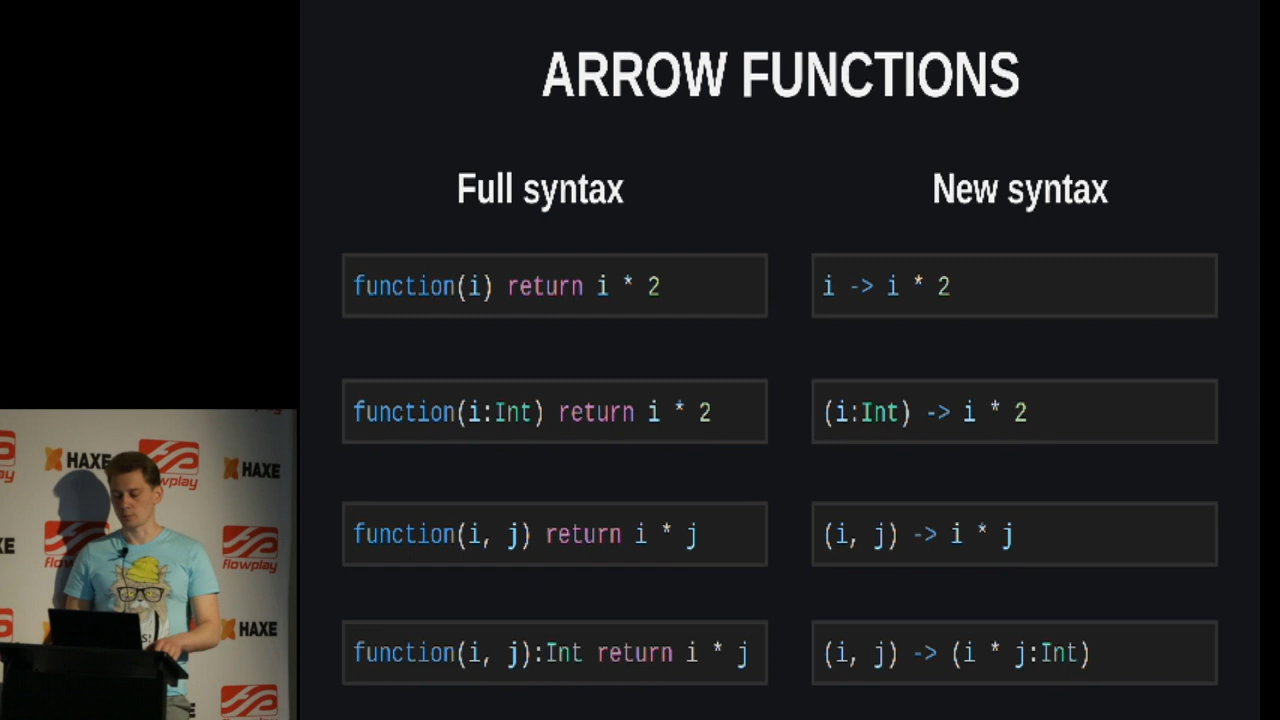 ARROW FUNCTIONS
Full syntax
New syntax
function(i) return i * 2
i -> i * 2
function(i:Int) return i * 2
(i:Int) -> i * 2
function(i, j) return i * j
(i, j) -> i * j
function(i, j):Int return i * j
(i, j) -> (i * j:Int)
HAXE
flowplay
HAXE
flowplay
HAXE
S!